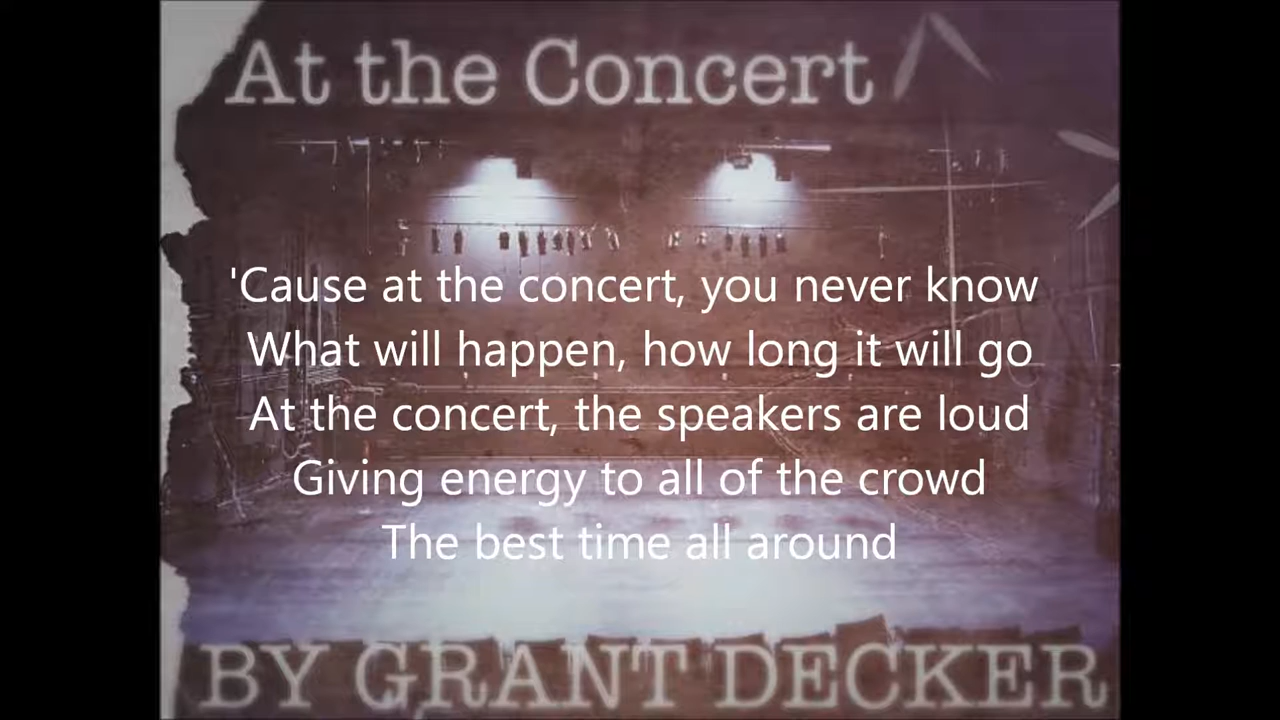 At the Concert
'Cause at the concert, you never know
What will happen, how long it will go
At the concert, the speakers are loud
Giving energy to all of the crowd
The best time all around
BY GRANT DECKER